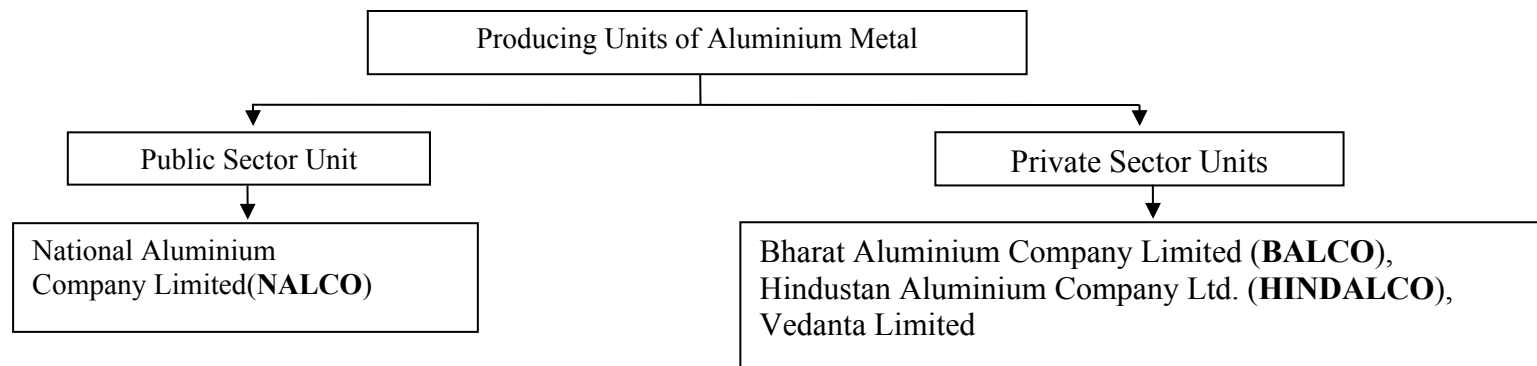 Producing Units of Aluminium Metal
Public Sector Unit
Private Sector Units
National Aluminium
Company Limited(NALCO)
Bharat Aluminium Company Limited (BALCO),
Hindustan Aluminium Company Ltd. (HINDALCO),
Vedanta Limited